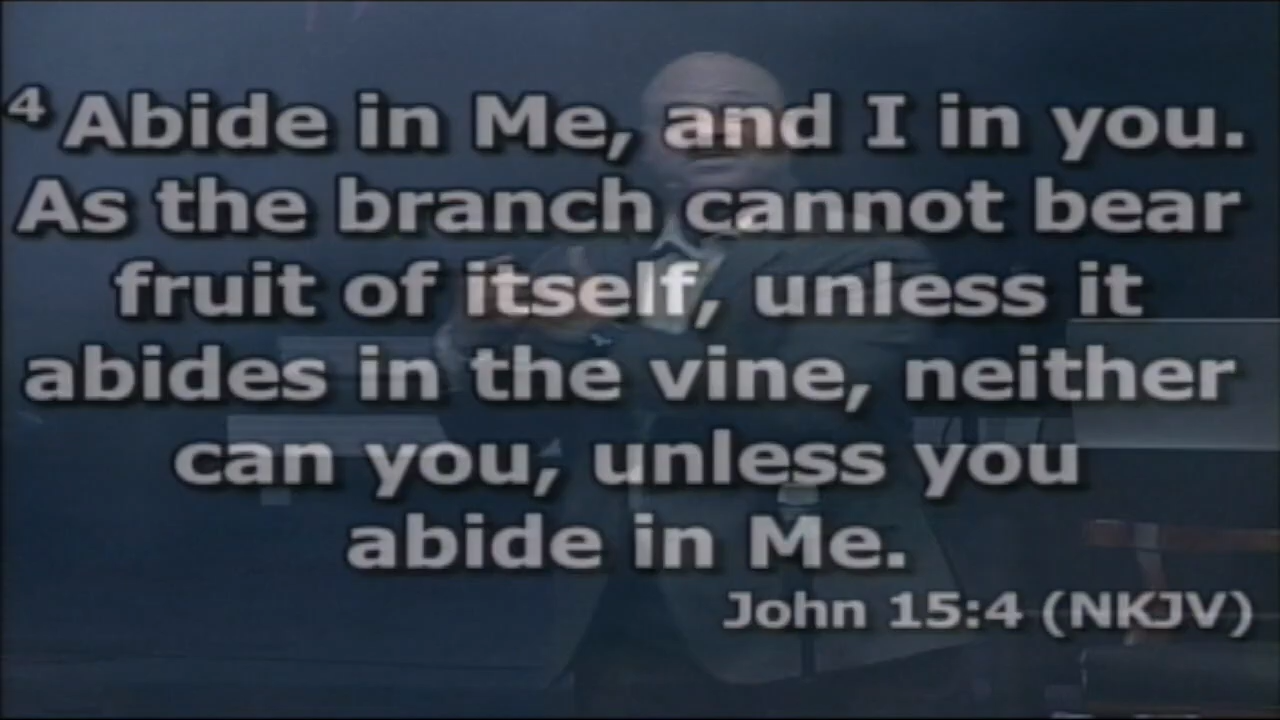 4 Abide in Me, and I in you.
As the branch cannot bear
fruit of itself, unless it
abides in the vine, neither
can you, unless you
abide in Me.
John 15:4 (NKJV)